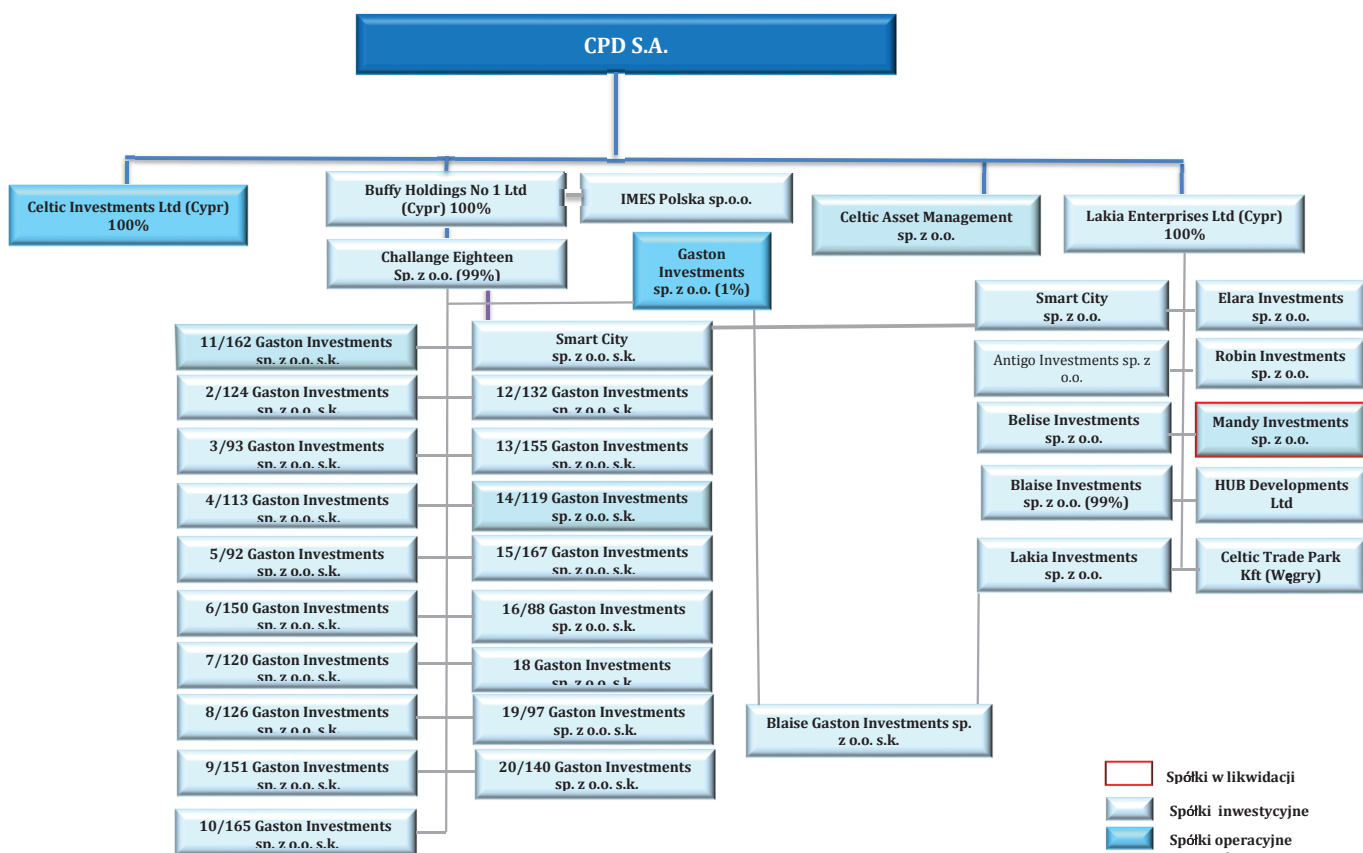 CPD S.A.
Celtic Investments Ltd (Cypr)
100%
Buffy Holdings No 1 Ltd
(Cypr) 100%
IMES Polska sp.o.o.
Celtic Asset Management
sp. z o.o.
Lakia Enterprises Ltd (Cypr)
100%
Challange Eighteen
Sp. z o.o. (99%)
Gaston
Investments
sp. z o.o. (1%)
11/162 Gaston Investments
sp. z o.o. s.k.
2/124 Gaston Investments
sp. z o.o. s.k.
3/93 Gaston Investments
sp. z o.o. s.k.
4/113 Gaston Investments
sp. z o.o. s.k.
5/92 Gaston Investments
sp. z o.o. s.k.
6/150 Gaston Investments
sp. z o.o. s.k.
7/120 Gaston Investments
sp. z o.o. s.k.
8/126 Gaston Investments
sp. z o.o. s.k.
9/151 Gaston Investments
sp. z o.o. s.k.
10/165 Gaston Investments
sp. z o.o. s.k.
Smart City
sp. z o.o. s.k.
12/132 Gaston Investments
sp. z o.o. s.k.
13/155 Gaston Investments
sp. z o.o. s.k.
14/119 Gaston Investments
sp. z o.o. s.k.
15/167 Gaston Investments
sp. z o.o. s.k.
16/88 Gaston Investments
sp. z o.o. s.k.
18 Gaston Investments
sp. z o.o. s.k.
19/97 Gaston Investments
sp. z o.o. s.k.
20/140 Gaston Investments
sp. z o.o. s.k.
Blaise Gaston Investments sp.
z o.o. s.k.
Smart City
sp. z o.o.
Antigo Investments sp. z
o.o.
Belise Investments
sp. z o.o.
Blaise Investments
sp. z o.o. (99%)
Lakia Investments
sp. z o.o.
Elara Investments
sp. z o.o.
Robin Investments
sp. z o.o.
Mandy Investments
sp. z o.o.
HUB Developments
Ltd
Celtic Trade Park
Kft (Węgry)
Spółki w likwidacji
Spółki inwestycyjne
Spółki operacyjne